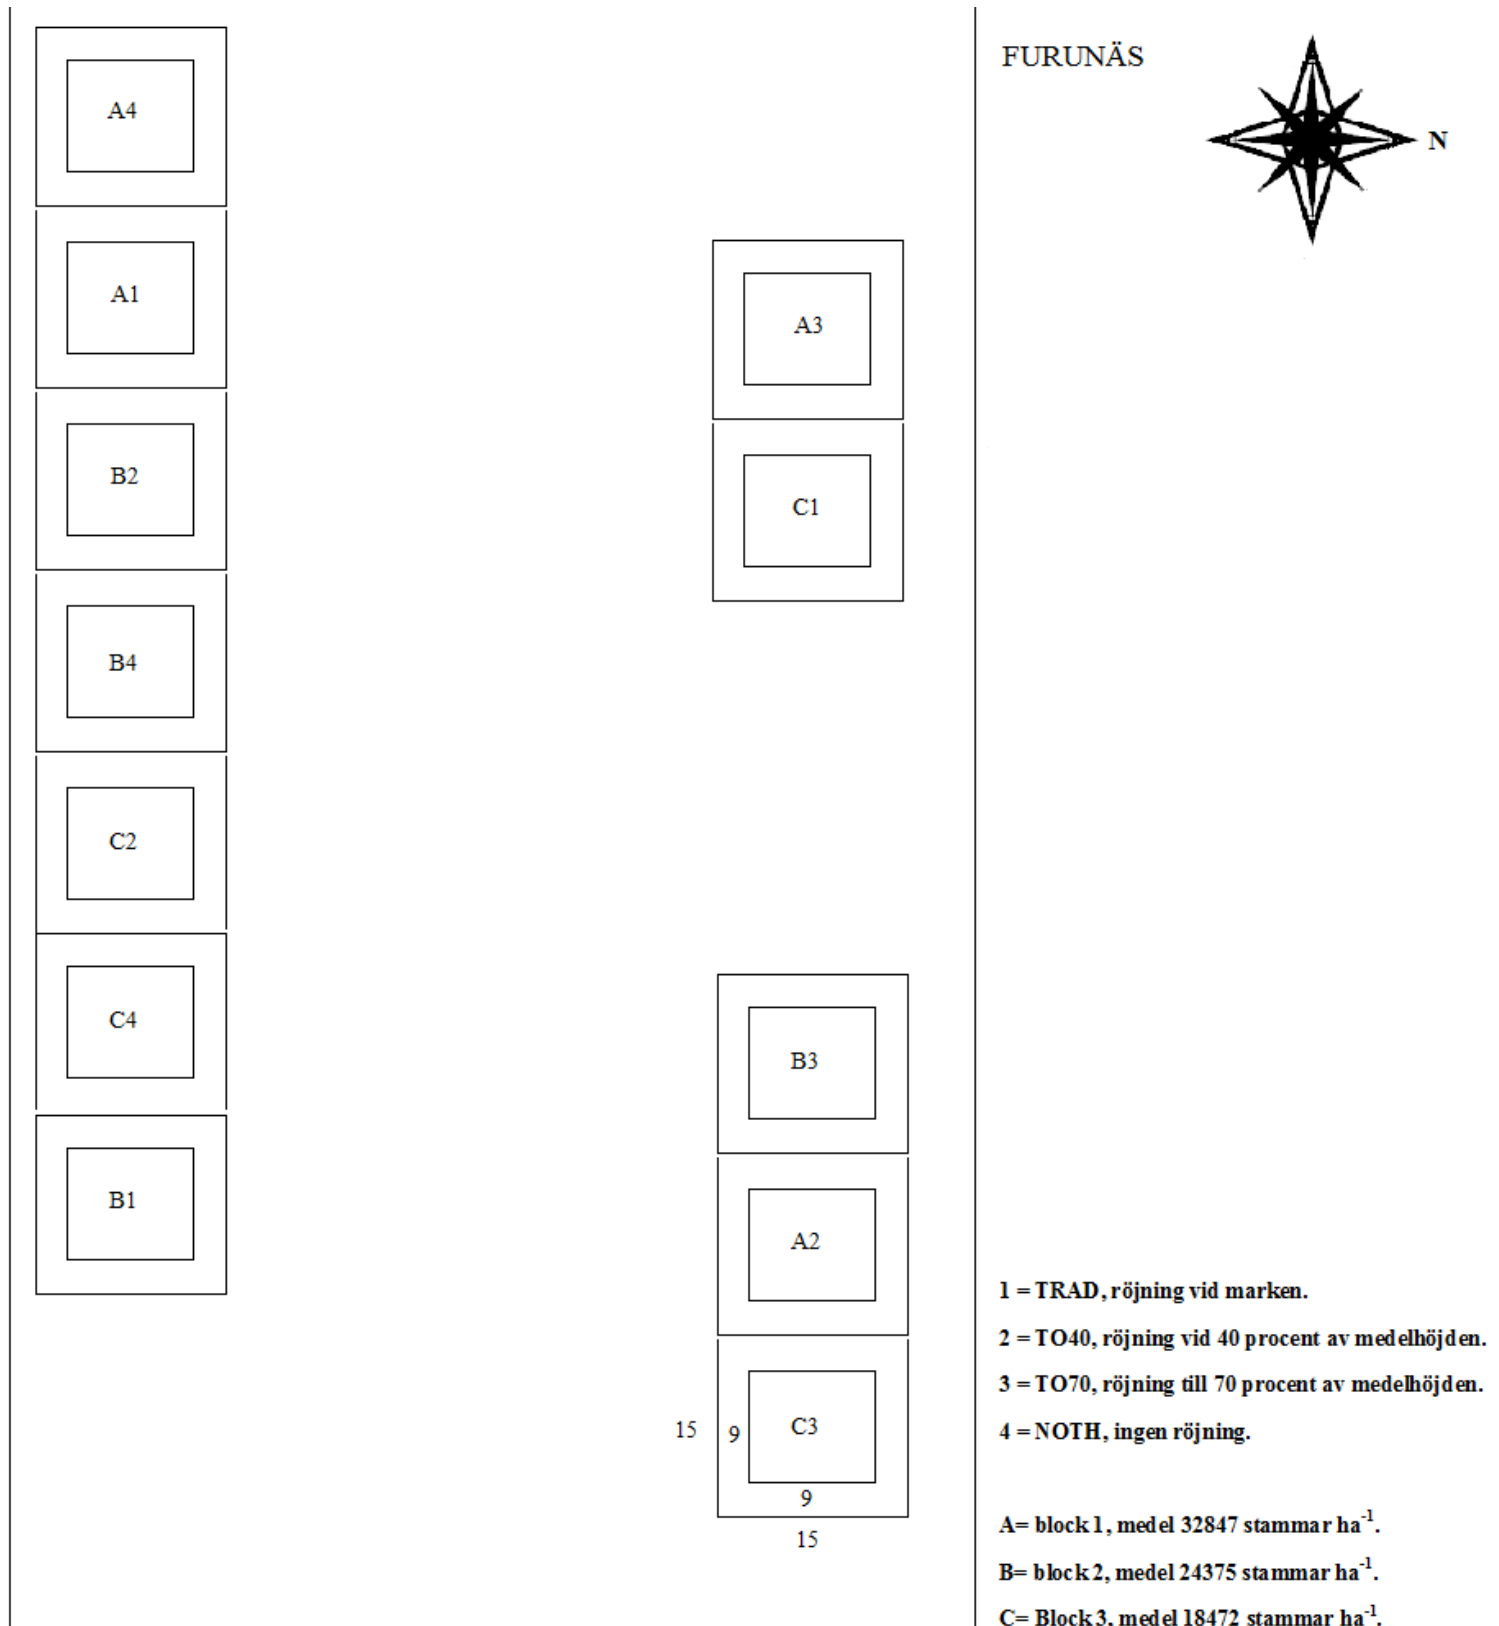 FURUNÄS
N
A4
A1
B2
B4
C2
C4
B1
A3
C1
B3
A2
C3
15
9
9
15
1 = TRAD, röjning vid marken.
2 = TO40, röjning vid 40 procent av medelhöjden.
3 = TO70, röjning till 70 procent av medelhöjden.
4 = NOTH, ingen röjning.
A= block 1, medel 32847 stammar ha⁻¹.
B= block 2, medel 24375 stammar ha⁻¹.
C= Block 3, medel 18472 stammar ha⁻¹.